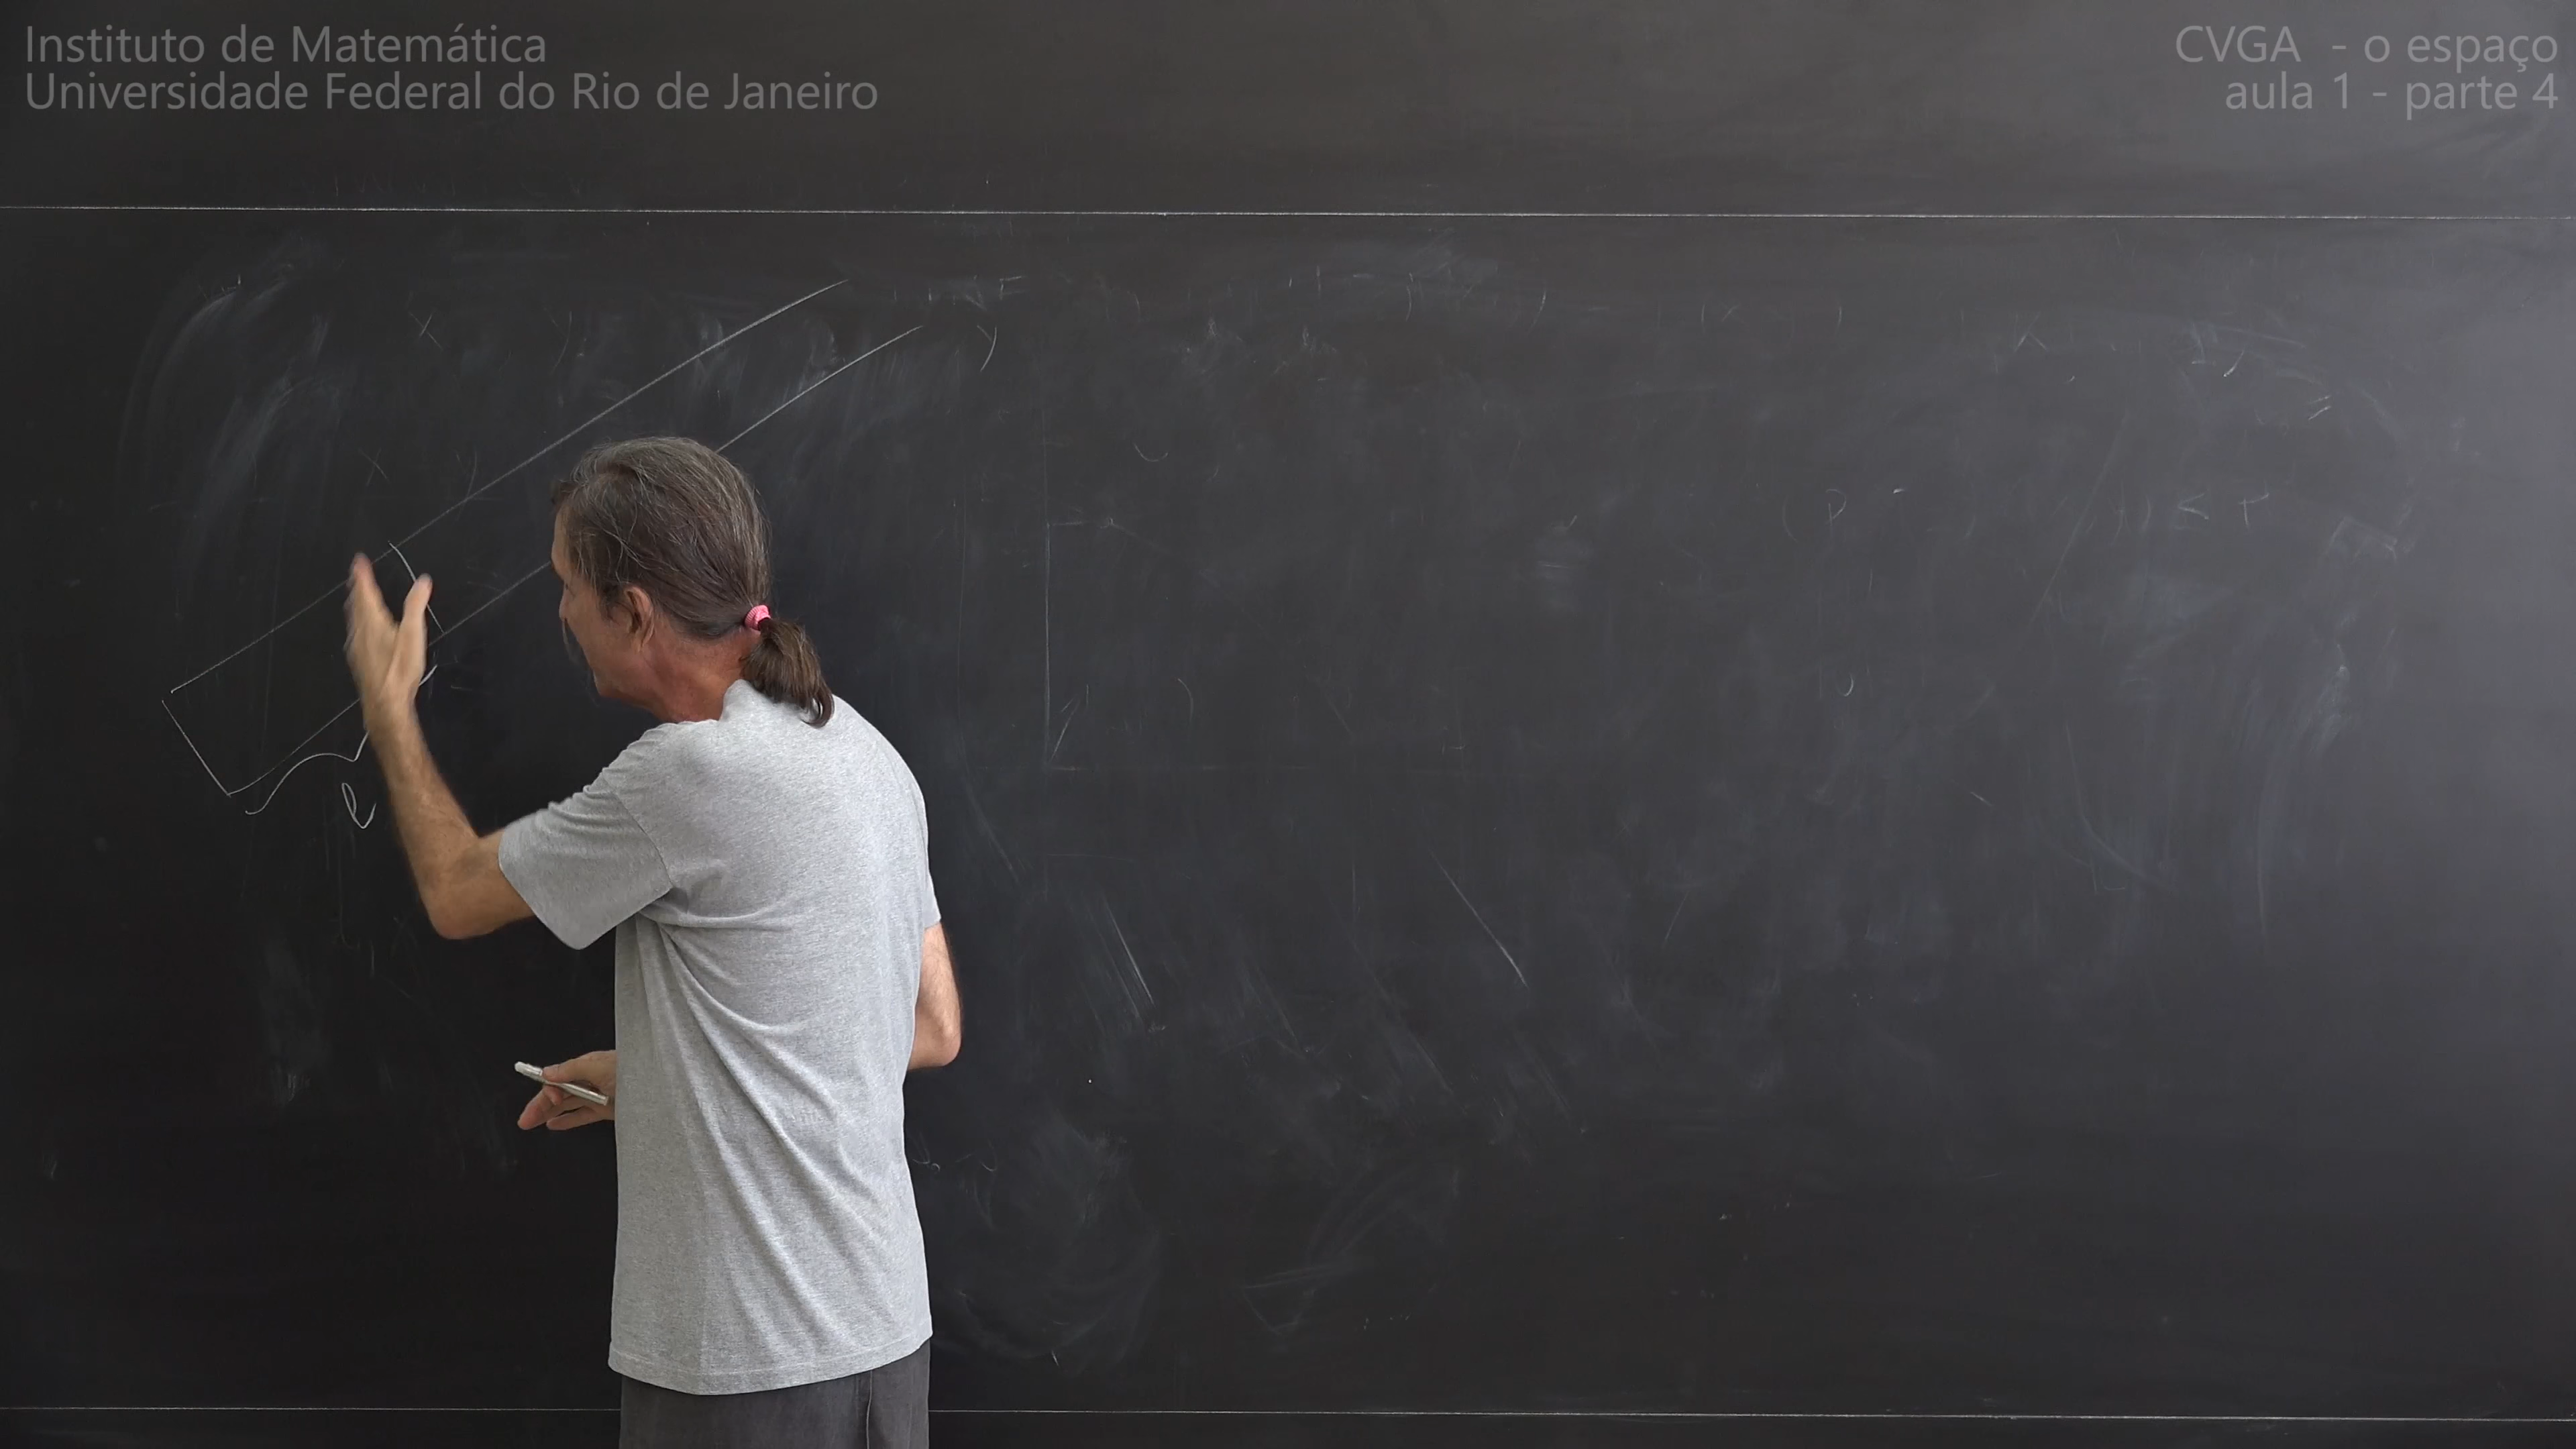 Instituto de Matemática
Universidade Federal do Rio de Janeiro
CVGA - o espaço
aula 1 - parte 4
l